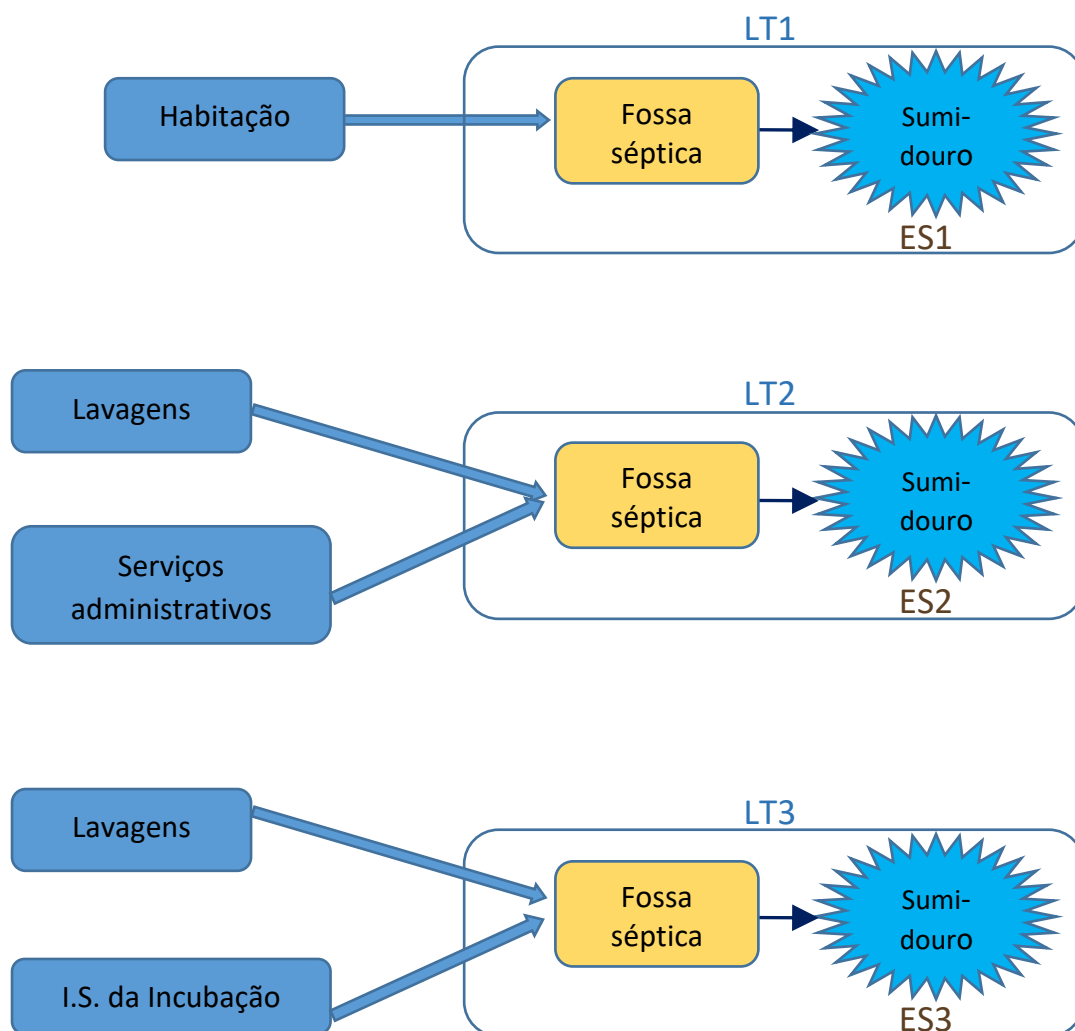 LT1
Habitação
Fossa
séptica
Sumi-
douro
ES1
LT2
Lavagens
Fossa
séptica
Sumi-
douro
Serviços
administrativos
ES2
LT3
Lavagens
Fossa
séptica
Sumi-
douro
I.S. da Incubação
ES3